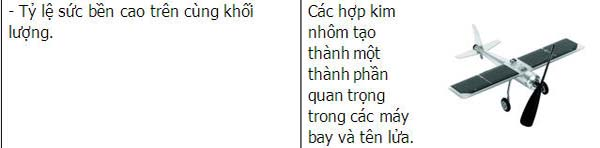 - Tỷ lệ sức bền cao trên cùng khối
lượng.
Các hợp kim
nhôm tạo
thành một
thành phần
quan trọng
trong các máy
bay và tên lửa.